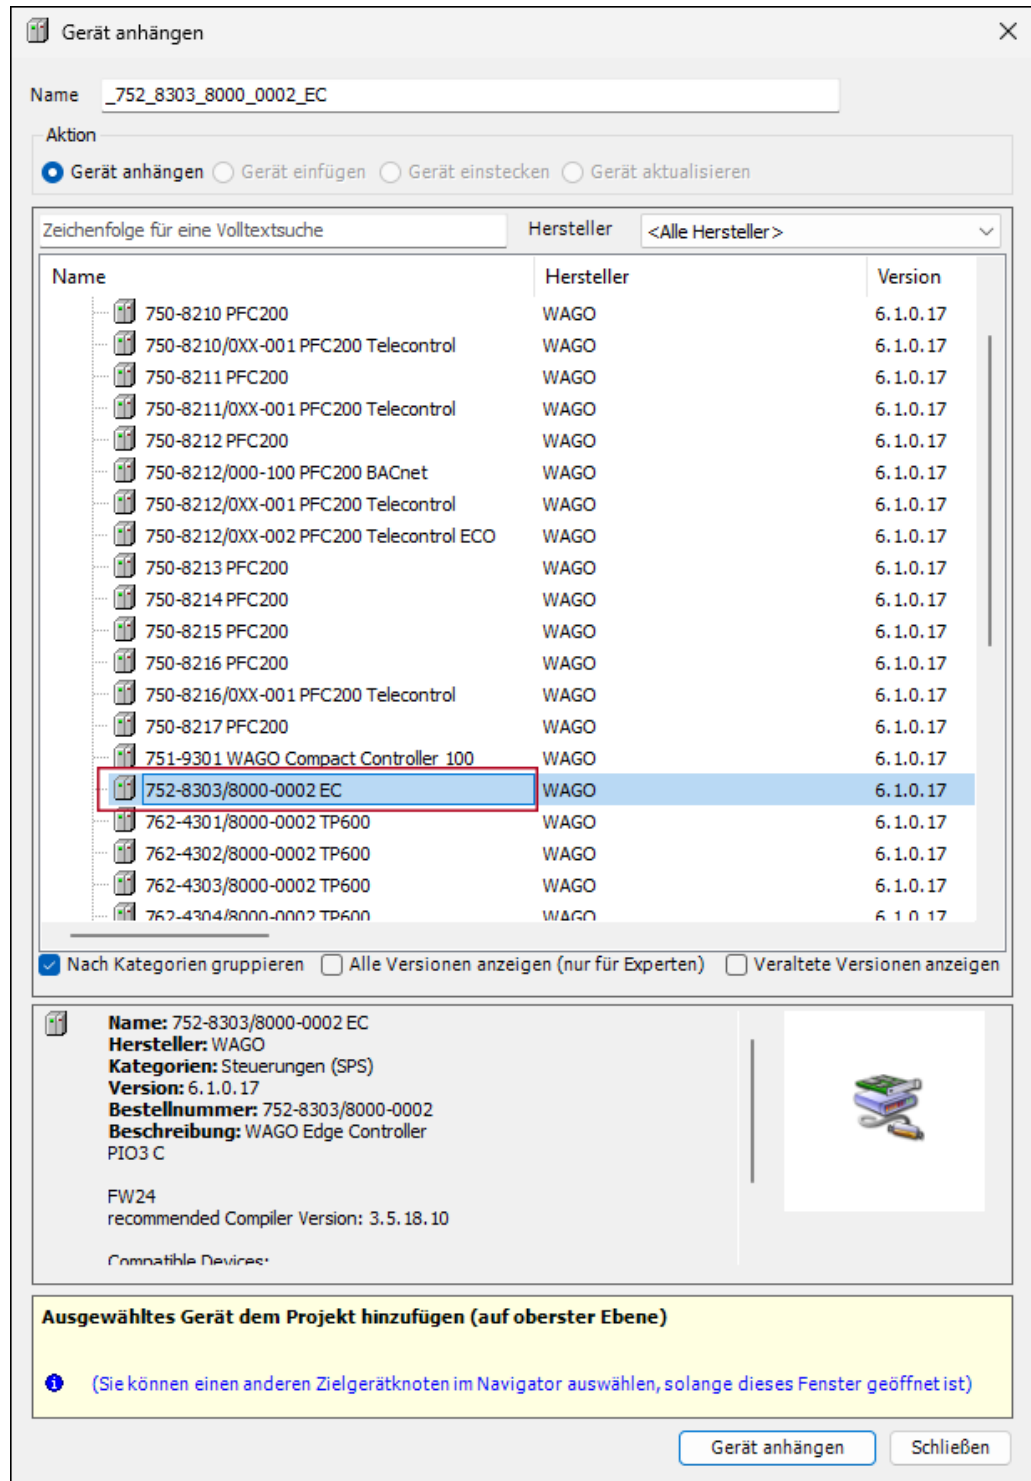 Gerät anhängen
Name _752_8303_8000_0002_EC
Aktion
Gerät anhängen Gerät einfügen Gerät einstecken Gerät aktualisieren
Zeichenfolge für eine Volltextsuche Hersteller <Alle Hersteller>
Name Hersteller Version
750-8210 PFC200 WAGO 6.1.0.17
750-8210/0XX-001 PFC200 Telecontrol WAGO 6.1.0.17
750-8211 PFC200 WAGO 6.1.0.17
750-8211/0XX-001 PFC200 Telecontrol WAGO 6.1.0.17
750-8212 PFC200 WAGO 6.1.0.17
750-8212/000-100 PFC200 BACnet WAGO 6.1.0.17
750-8212/0XX-001 PFC200 Telecontrol WAGO 6.1.0.17
750-8212/0XX-002 PFC200 Telecontrol ECO WAGO 6.1.0.17
750-8213 PFC200 WAGO 6.1.0.17
750-8214 PFC200 WAGO 6.1.0.17
750-8215 PFC200 WAGO 6.1.0.17
750-8216 PFC200 WAGO 6.1.0.17
750-8216/0XX-001 PFC200 Telecontrol WAGO 6.1.0.17
750-8217 PFC200 WAGO 6.1.0.17
751-9301 WAGO Compact Controller 100 WAGO 6.1.0.17
752-8303/8000-0002 EC WAGO 6.1.0.17
762-4301/8000-0002 TP600 WAGO 6.1.0.17
762-4302/8000-0002 TP600 WAGO 6.1.0.17
762-4303/8000-0002 TP600 WAGO 6.1.0.17
762-4304/8000-0002 TP600 WAGO 6.1.0.17
Nach Kategorien gruppieren Alle Versionen anzeigen (nur für Experten) Veraltete Versionen anzeigen
Name: 752-8303/8000-0002 EC
Hersteller: WAGO
Kategorien: Steuerungen (SPS)
Version: 6.1.0.17
Bestellnummer: 752-8303/8000-0002
Beschreibung: WAGO Edge Controller
PIO3 C
FW24
recommended Compiler Version: 3.5.18.10
Compatible Devices:
Ausgewähltes Gerät dem Projekt hinzufügen (auf oberster Ebene)
(Sie können einen anderen Zielgerätknoten im Navigator auswählen, solange dieses Fenster geöffnet ist)
Gerät anhängen Schließen